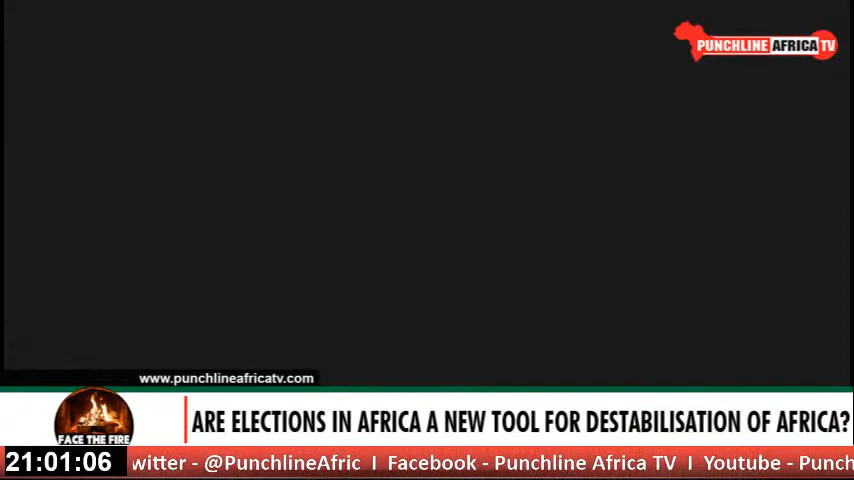 PUNCHLINE AFRICA TV
www.punchlineafricatv.com
ARE ELECTIONS IN AFRICA A NEW TOOL FOR DESTABILISATION OF AFRICA?
FACE THE FIRE
21:01:06 witter - @PunchlineAfric I Facebook - Punchline Africa TV I Youtube - Punch